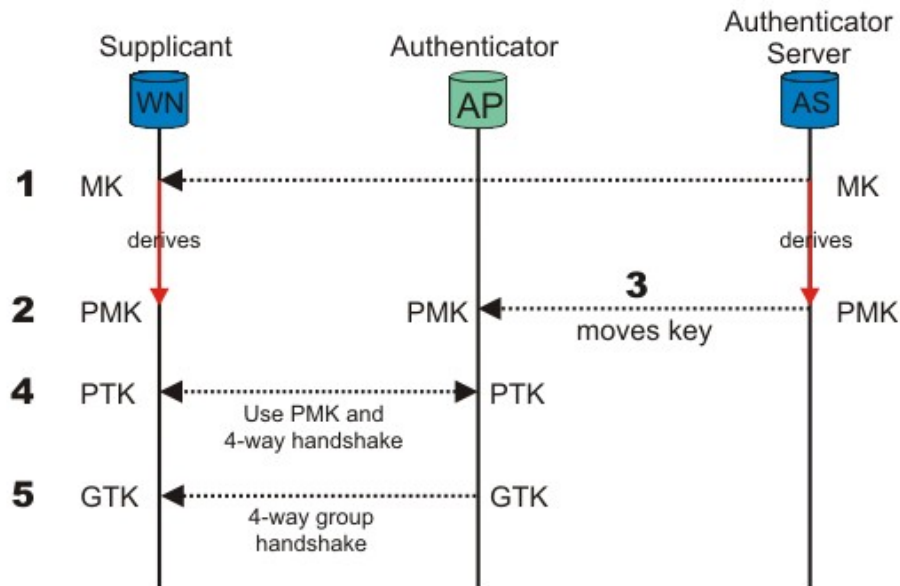 Supplicant
Authenticator
Authenticator
Server
WN
AP
AS
1
MK
MK
derives
derives
3
2
PMK
PMK
PMK
moves key
4
PTK
PTK
Use PMK and
4-way handshake
5
GTK
GTK
4-way group
handshake